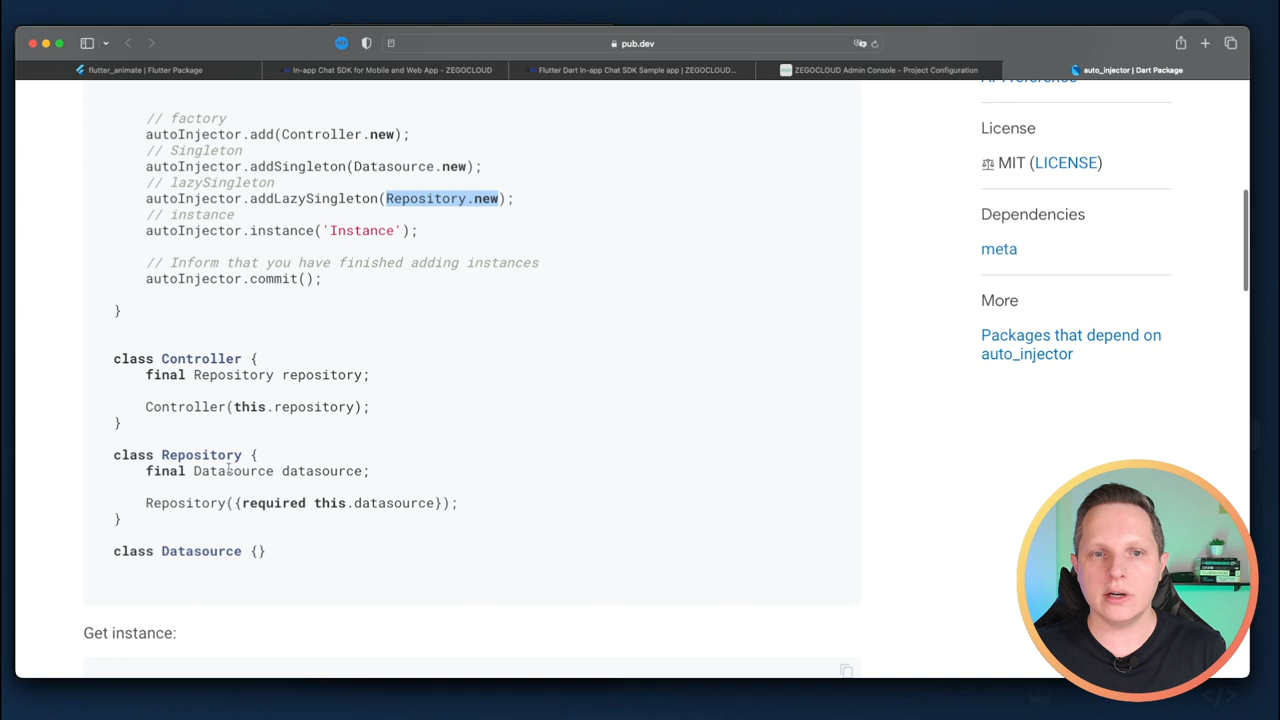 pub.dev
flutter_animate | Flutter Package
In-app Chat SDK for Mobile and Web App - ZEGOCLOUD
Flutter Dart In-app Chat SDK Sample app | ZEGOCLOUD...
ZEGOCLOUD Admin Console - Project Configuration
auto_injector | Dart Package
// factory
autoInjector.add(Controller.new);
// Singleton
autoInjector.addSingleton(Datasource.new);
// lazySingleton
autoInjector.addLazySingleton(Repository.new);
// instance
autoInjector.instance('Instance');
// Inform that you have finished adding instances
autoInjector.commit();
}
class Controller {
final Repository repository;
Controller(this.repository);
}
class Repository {
final Datasource datasource;
Repository({required this.datasource});
}
class Datasource {}
Get instance:
License
MIT (LICENSE)
Dependencies
meta
More
Packages that depend on
auto_injector